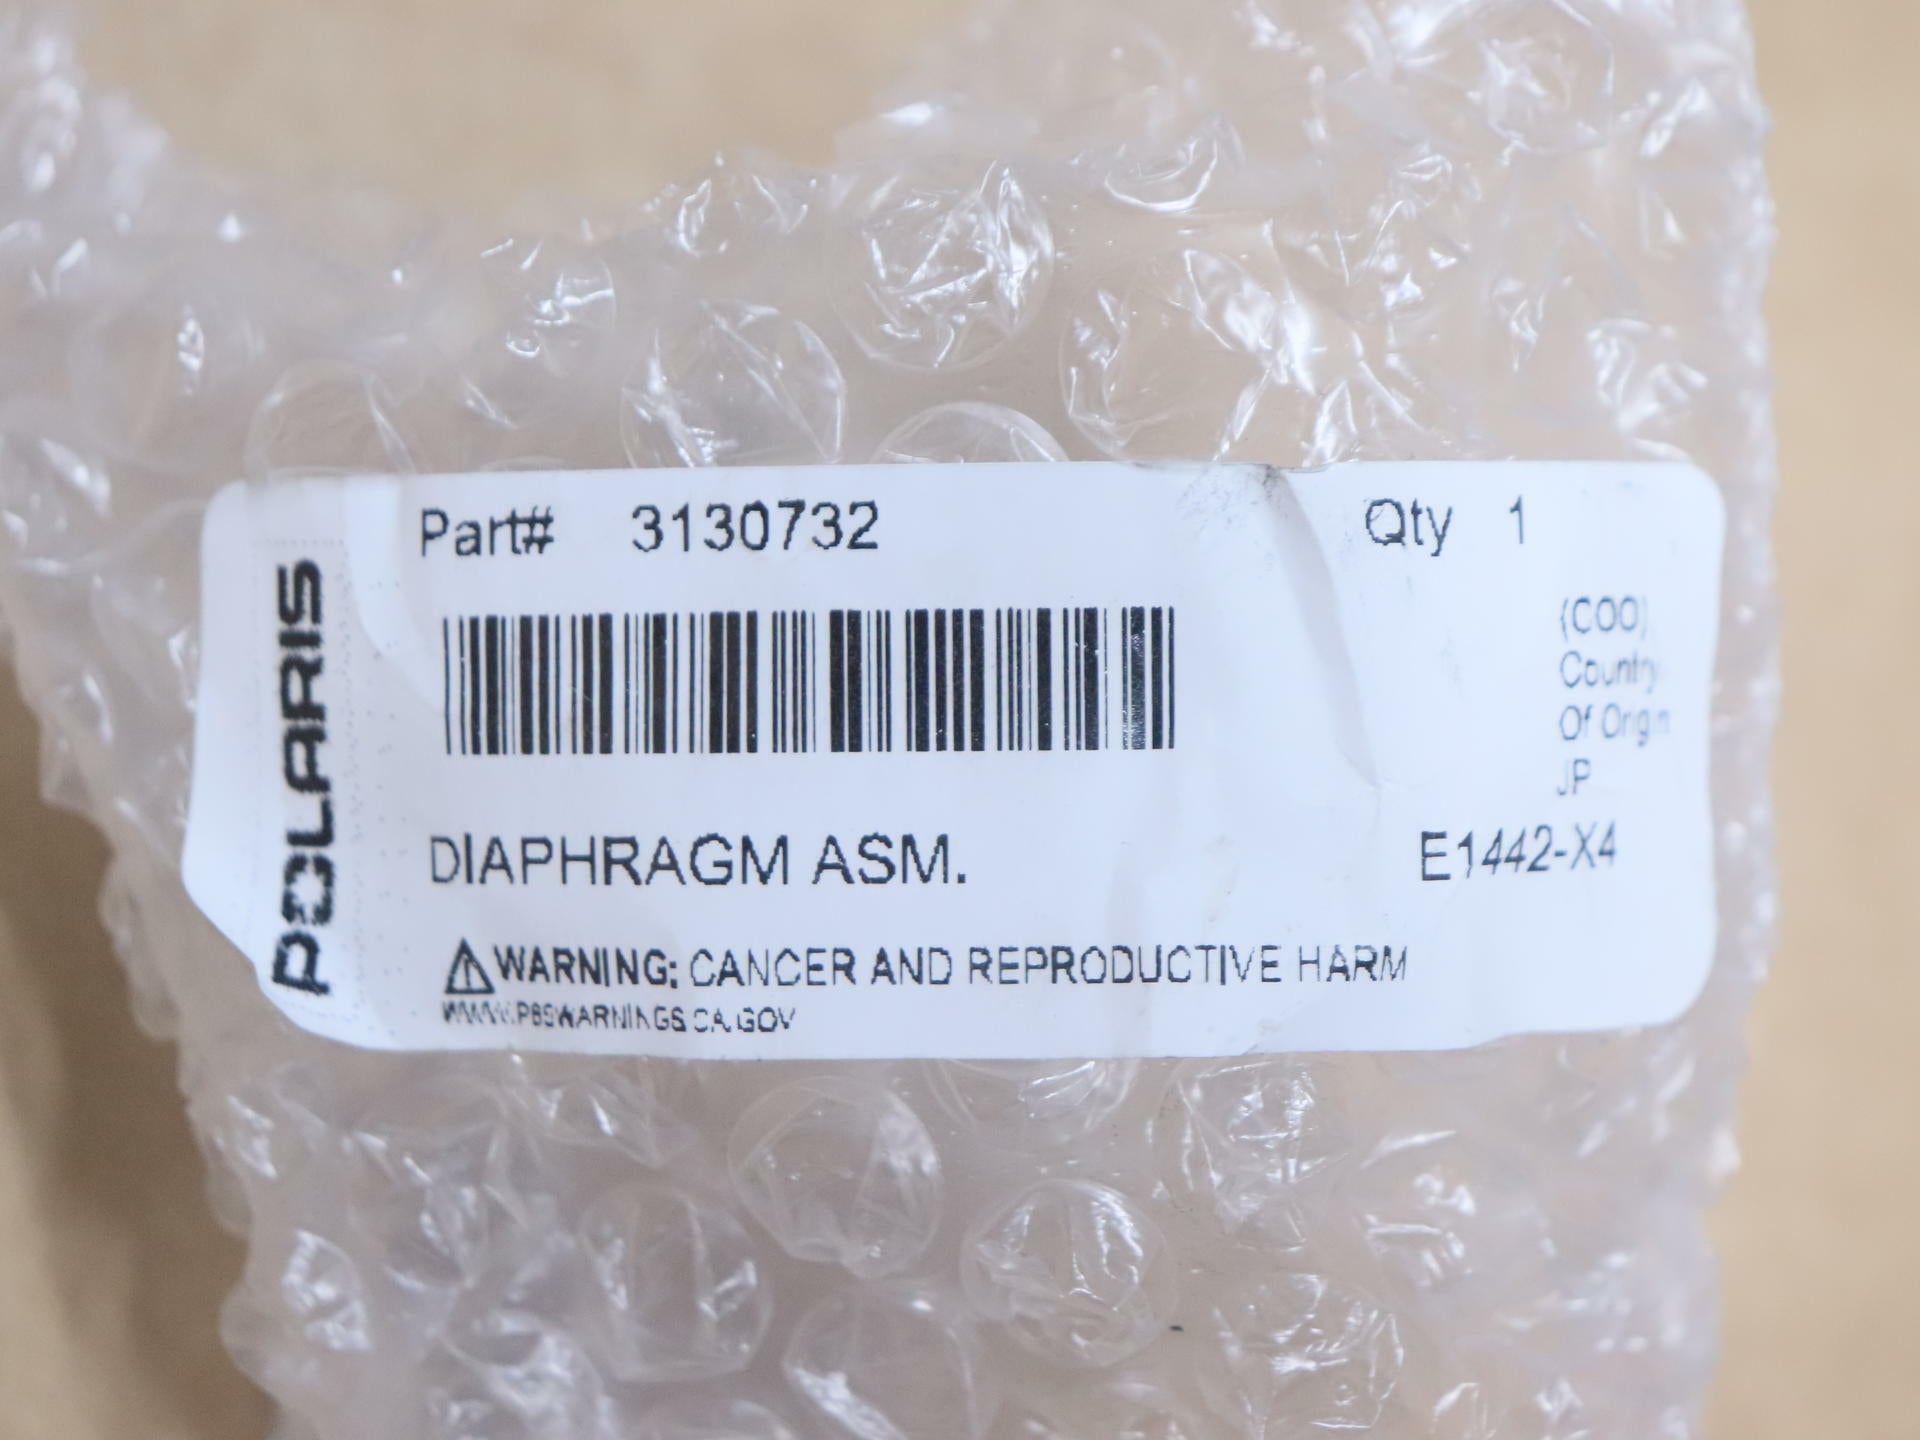 POLARIS
Part# 3130732 Qty 1
(COO)
Country
Of Origin
JP
DIAPHRAGM ASM. E1442-X4
⚠WARNING: CANCER AND REPRODUCTIVE HARM
WWW.P65WARNINGS.CA.GOV